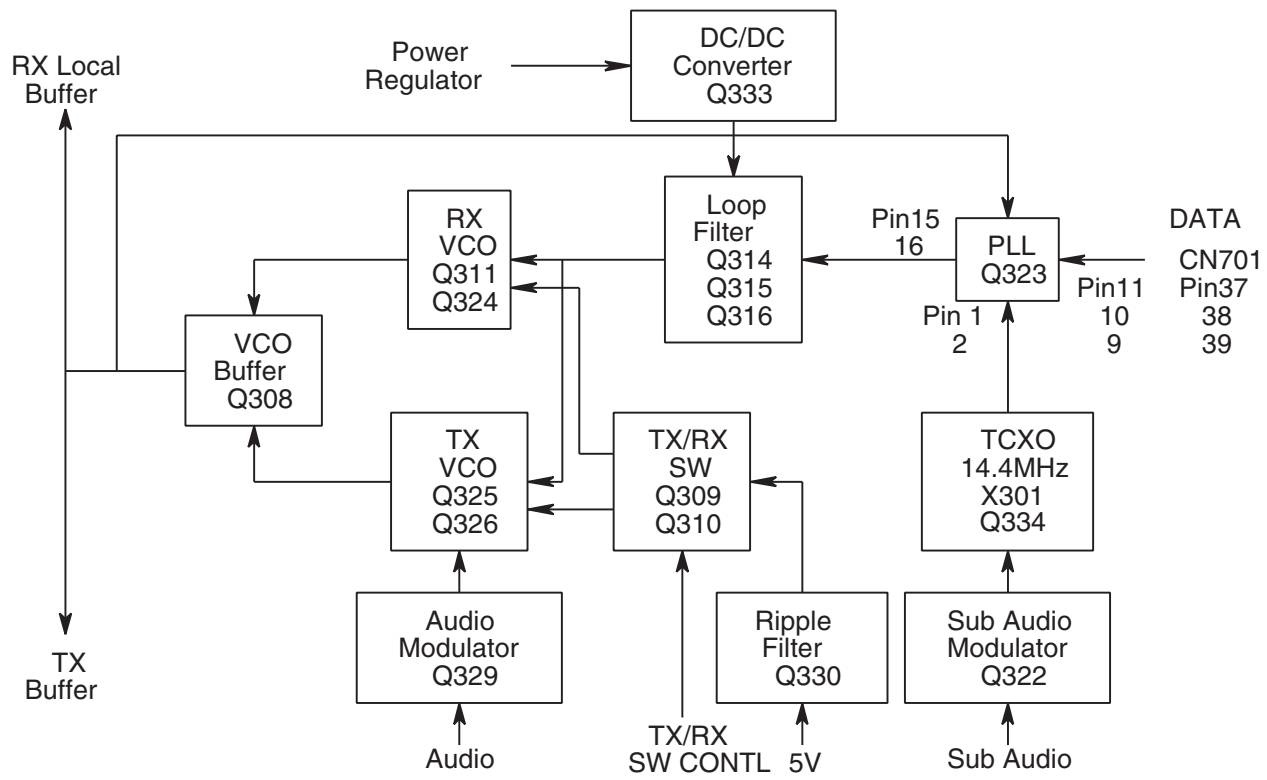 DC/DC
Converter
Q333
Power
Regulator
RX Local
Buffer
RX
VCO
Q311
Q324
Loop
Filter
Q314
Q315
Q316
Pin15
16
PLL
Q323
DATA
CN701
Pin37
38
39
Pin11
10
9
Pin 1
2
VCO
Buffer
Q308
TX
VCO
Q325
Q326
TX/RX
SW
Q309
Q310
TCXO
14.4MHz
X301
Q334
Audio
Modulator
Q329
Ripple
Filter
Q330
Sub Audio
Modulator
Q322
TX
Buffer
Audio
TX/RX
SW CONTL
5V
Sub Audio